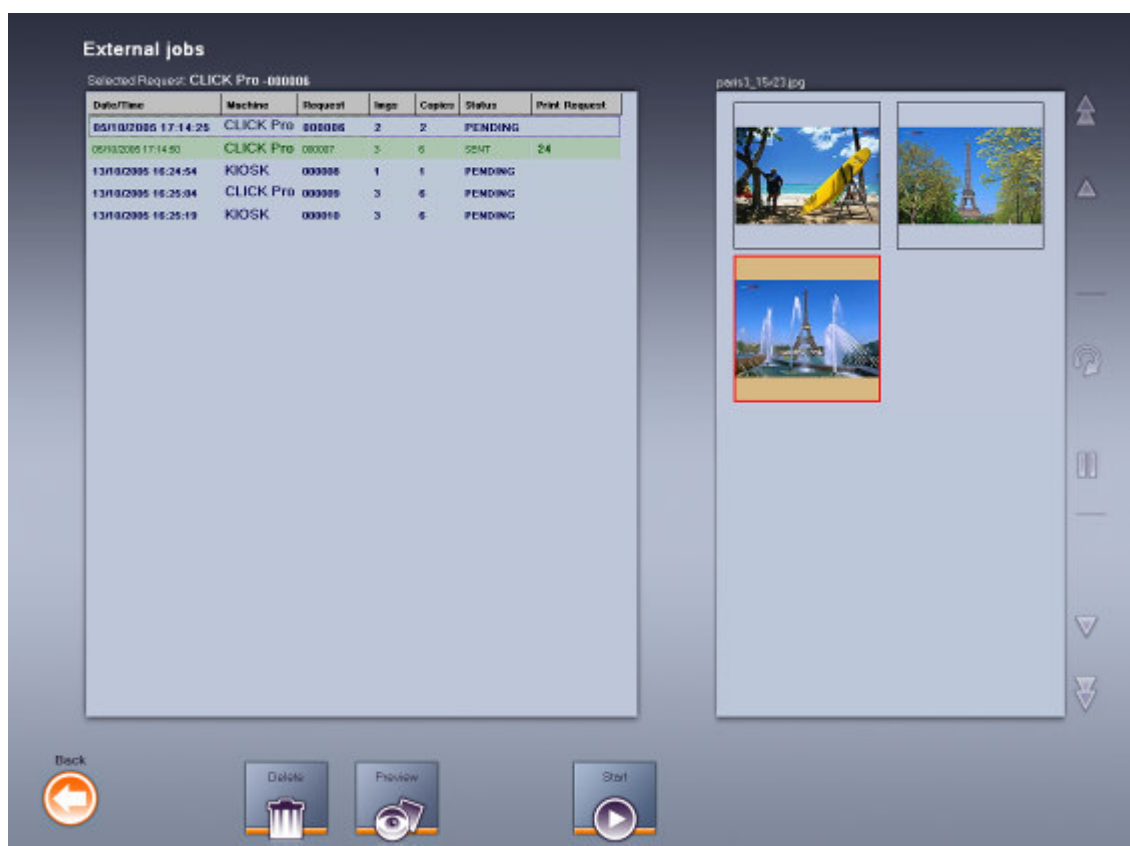 External jobs
Selected Request: CLICK Pro -000006
paris3_15x23.jpg
Date/Time Machine Request Imgs Copies Status Print Request
05/10/2005 17:14:25 CLICK Pro 000006 2 2 PENDING
05/10/2005 17:14:50 CLICK Pro 000007 3 6 SENT 24
13/10/2005 16:24:54 KIOSK 000008 1 1 PENDING
13/10/2005 16:25:04 CLICK Pro 000009 3 6 PENDING
13/10/2005 16:25:19 KIOSK 000010 3 6 PENDING
Back
Delete
Preview
Start